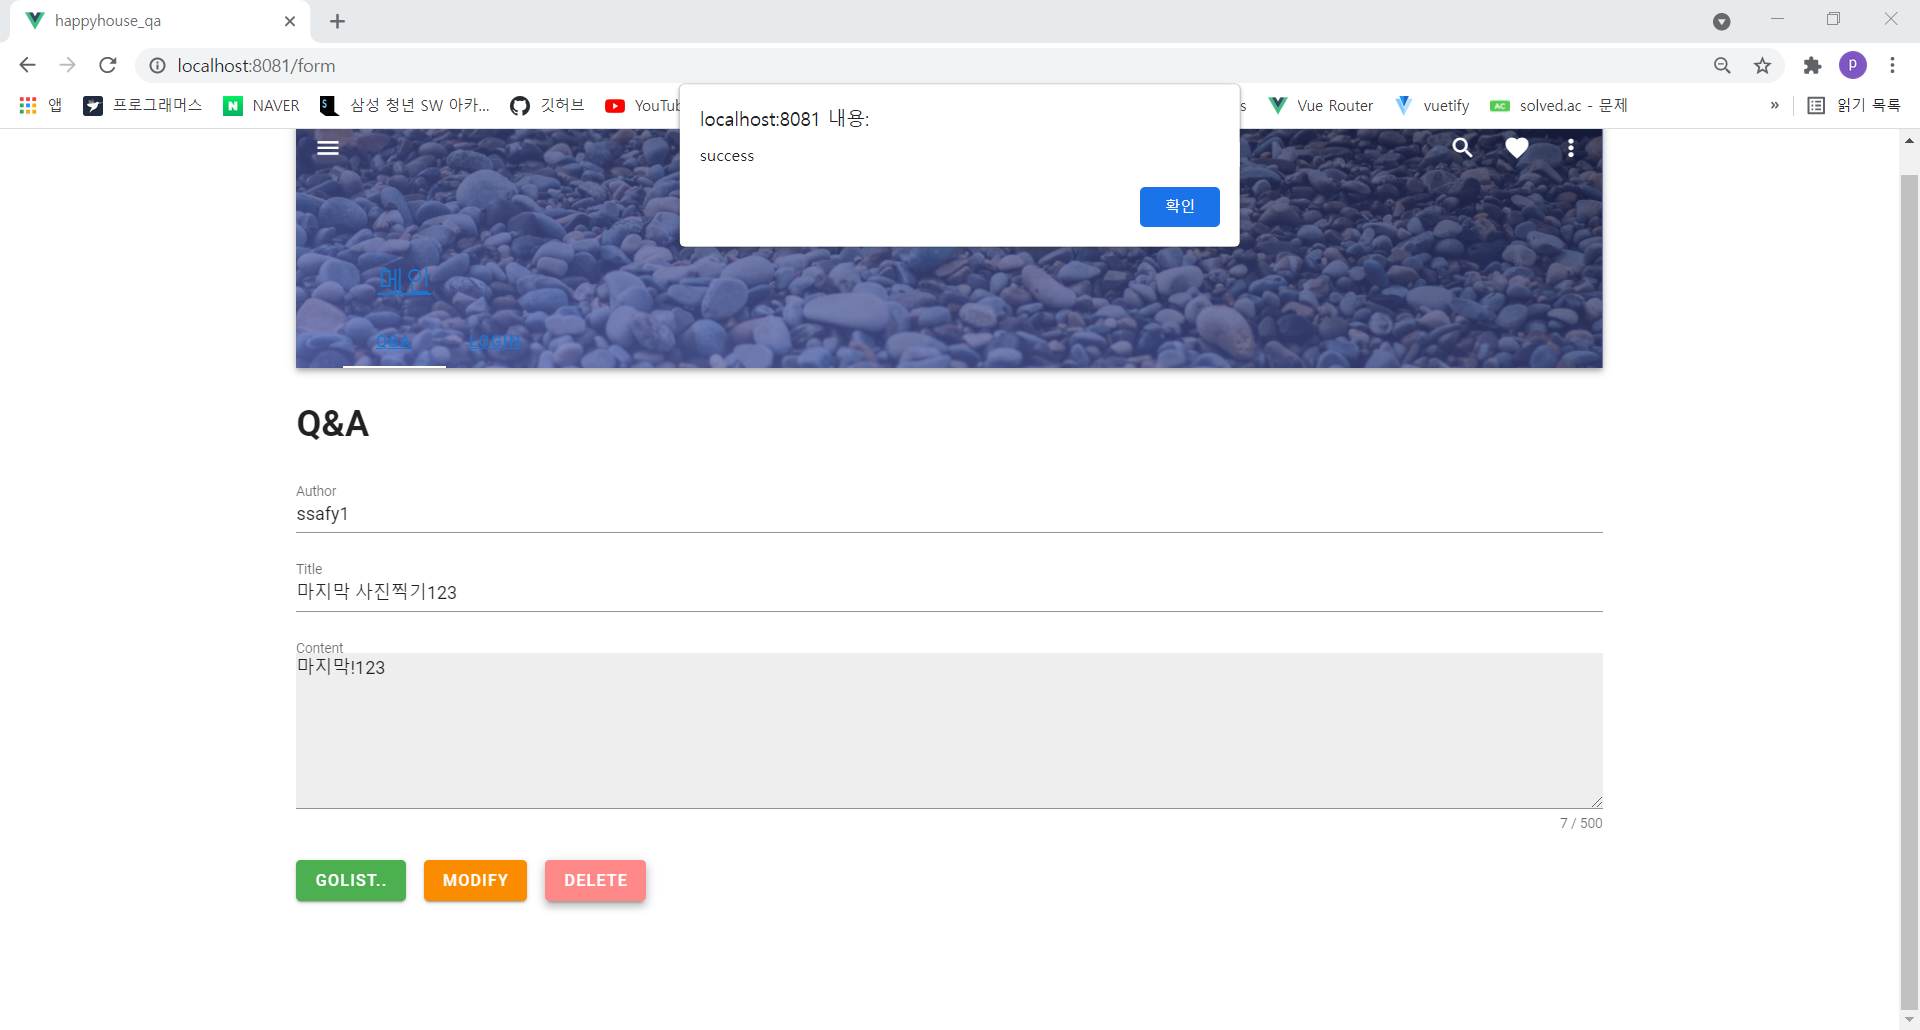 happyhouse_qa
localhost:8081/form
P
앱 프로그래머스 NAVER 삼성 청년 SW 아카... 깃허브 Vue Router vuetify solved.ac - 문제 » 읽기 목록
localhost:8081 내용:
success
확인
메인
Q&A LOGIN
Q&A
Author
ssafy1
Title
마지막 사진찍기123
Content
마지막!123
7 / 500
GOLIST.. MODIFY DELETE